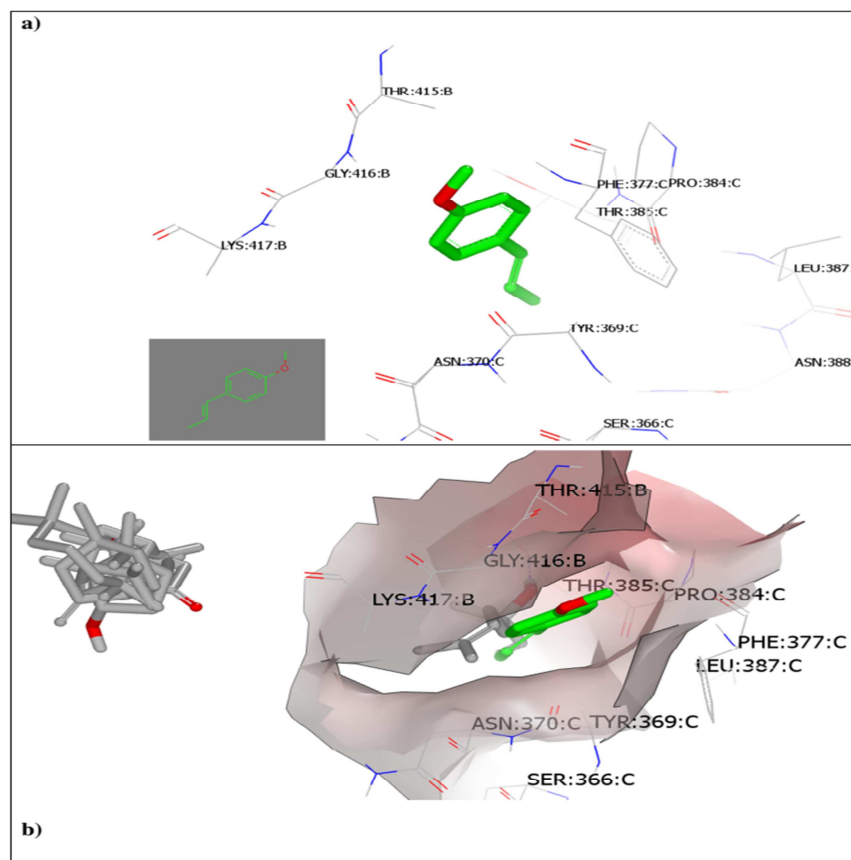 a)
THR:415:B
GLY:416:B
PHE:377:C PRO:384:C
THR:385:C
LYS:417:B
LEU:387:
TYR:369:C
ASN:370:C
ASN:388
SER:366:C
O
THR:415:B
GLY:416:B
THR:385:C
PRO:384:C
LYS:417:B
PHE:377:C
LEU:387:C
ASN:370:C TYR:369:C
SER:366:C
b)